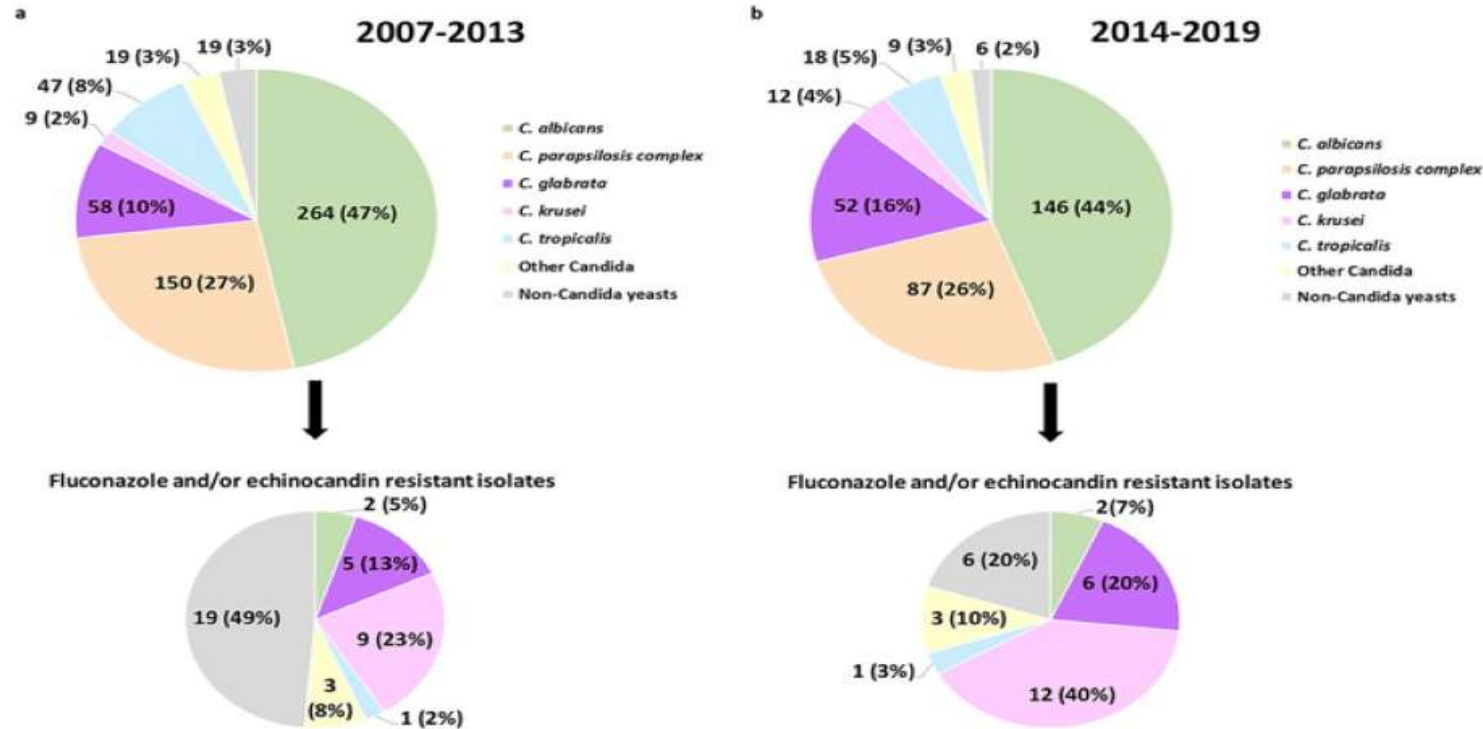 a
2007-2013
19 (3%)
19 (3%)
47 (8%)
9 (2%)
58 (10%)
264 (47%)
150 (27%)
C. albicans
C. parapsilosis complex
C. glabrata
C. krusei
C. tropicalis
Other Candida
Non-Candida yeasts
Fluconazole and/or echinocandin resistant isolates
2 (5%)
5 (13%)
19 (49%)
9 (23%)
3
(8%)
1 (2%)
b
2014-2019
6 (2%)
9 (3%)
18 (5%)
12 (4%)
52 (16%)
146 (44%)
87 (26%)
C. albicans
C. parapsilosis complex
C. glabrata
C. krusei
C. tropicalis
Other Candida
Non-Candida yeasts
Fluconazole and/or echinocandin resistant isolates
2(7%)
6 (20%)
6 (20%)
3 (10%)
1 (3%)
12 (40%)